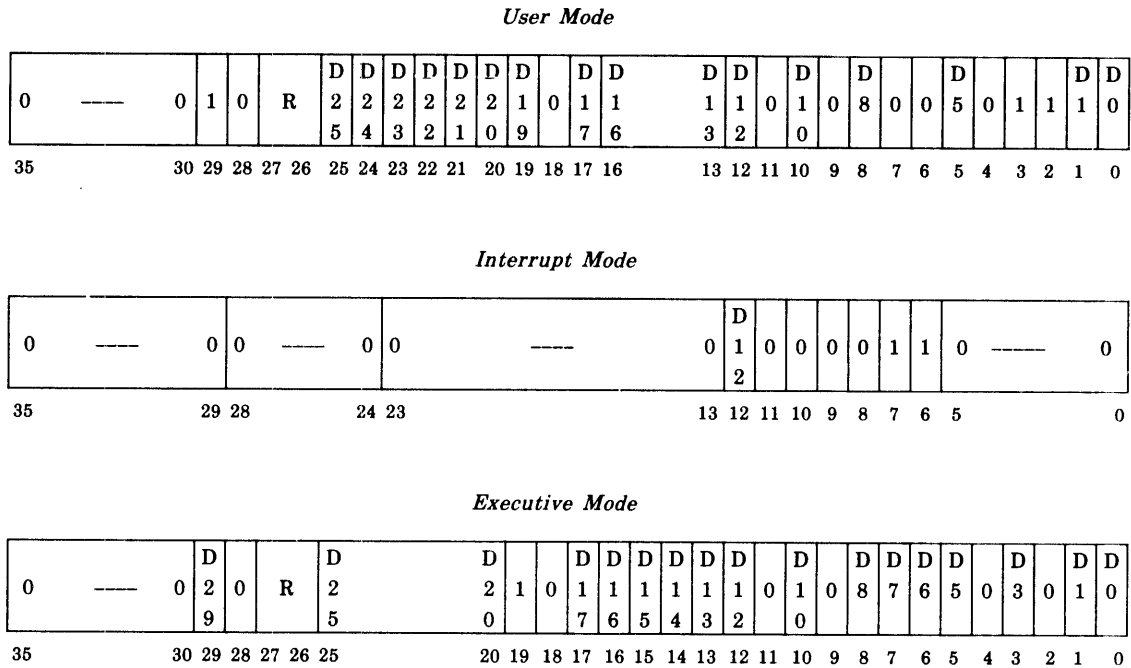 User Mode
D D D D D D D D D D D D D D D D
0 ---- 0 1 0 R 2 2 2 2 2 2 1 0 1 1 1 1 0 1 0 8 0 0 5 0 1 1 1 0
5 4 3 2 1 0 9 7 6 3 2 0
35 30 29 28 27 26 25 24 23 22 21 20 19 18 17 16 13 12 11 10 9 8 7 6 5 4 3 2 1 0
Interrupt Mode
D
0 ---- 0 0 ---- 0 0 ---- 0 1 0 0 0 0 1 1 0 ----- 0
2
35 29 28 24 23 13 12 11 10 9 8 7 6 5 0
Executive Mode
D D D D D D D D D D D D D D D D D
0 ---- 0 2 0 R 2 2 1 0 1 1 1 1 1 1 0 1 0 8 7 6 5 0 3 0 1 0
9 5 0 7 6 5 4 3 2 0
35 30 29 28 27 26 25 20 19 18 17 16 15 14 13 12 11 10 9 8 7 6 5 4 3 2 1 0